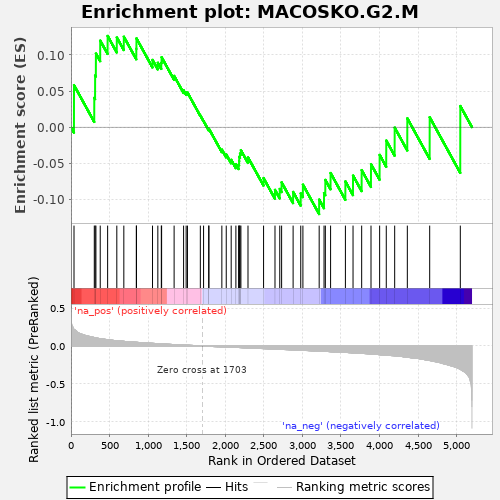 Enrichment plot: MACOSKO.G2.M
Enrichment score (ES)
0.10
0.05
0.00
-0.05
-0.10
Ranked list metric (PreRanked)
'na_pos' (positively correlated)
0.5
0.0
-0.5
-1.0
Zero cross at 1703
'na_neg' (negatively correlated)
0 500 1,000 1,500 2,000 2,500 3,000 3,500 4,000 4,500 5,000
Rank in Ordered Dataset
Enrichment profile Hits Ranking metric scores